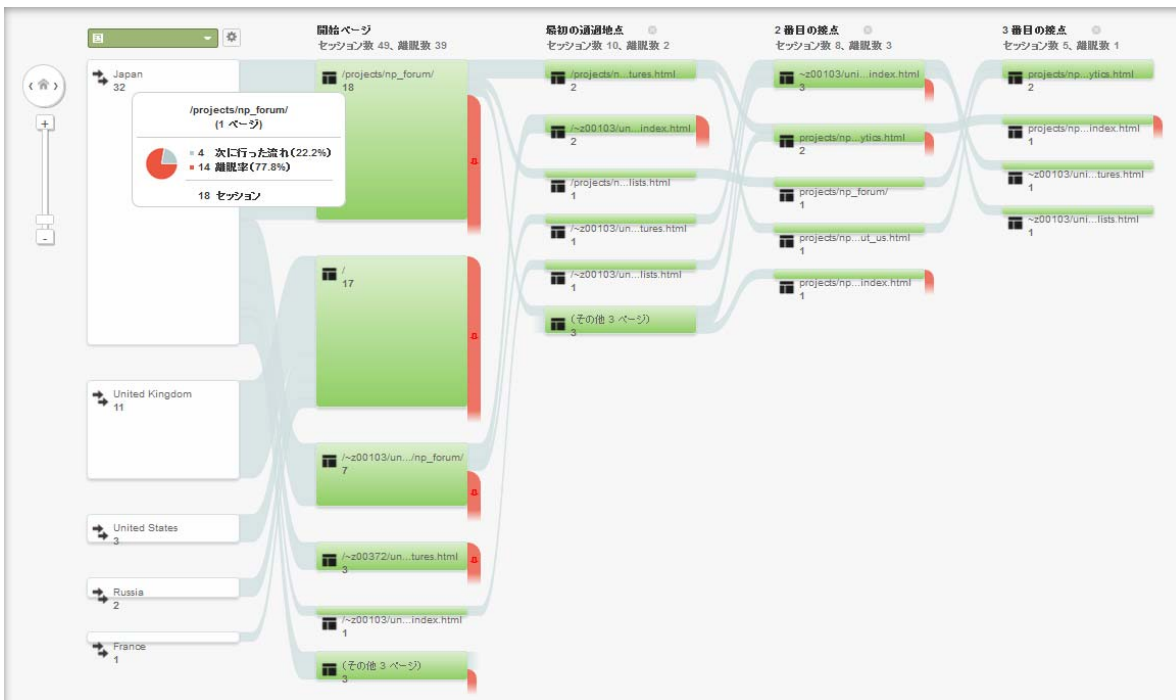 開始ページ
セッション数 49、離脱数 39
最初の通過地点
セッション数 10、離脱数 2
2 番目の接点
セッション数 8、離脱数 3
3 番目の接点
セッション数 5、離脱数 1
Japan
32
/projects/np_forum/
(1 ページ)
4 次に行った流れ(22.2%)
14 離脱率(77.8%)
18 セッション
United Kingdom
11
United States
3
Russia
2
France
1
/projects/np_forum/
18
/
17
/~z00103/un.../np_forum/
7
/~z00372/un...tures.html
3
/~z00103/un...index.html
1
(その他 3 ページ)
3
/projects/n...tures.html
2
/~z00103/un...index.html
2
/projects/n...lists.html
1
/~z00103/un...tures.html
1
/~z00103/un...lists.html
1
(その他 3 ページ)
3
~z00103/uni...index.html
3
projects/np...ytics.html
2
projects/np_forum/
1
projects/np...ut_us.html
1
projects/np...index.html
1
projects/np...ytics.html
2
projects/np...index.html
1
~z00103/uni...tures.html
1
~z00103/uni...lists.html
1
+
-